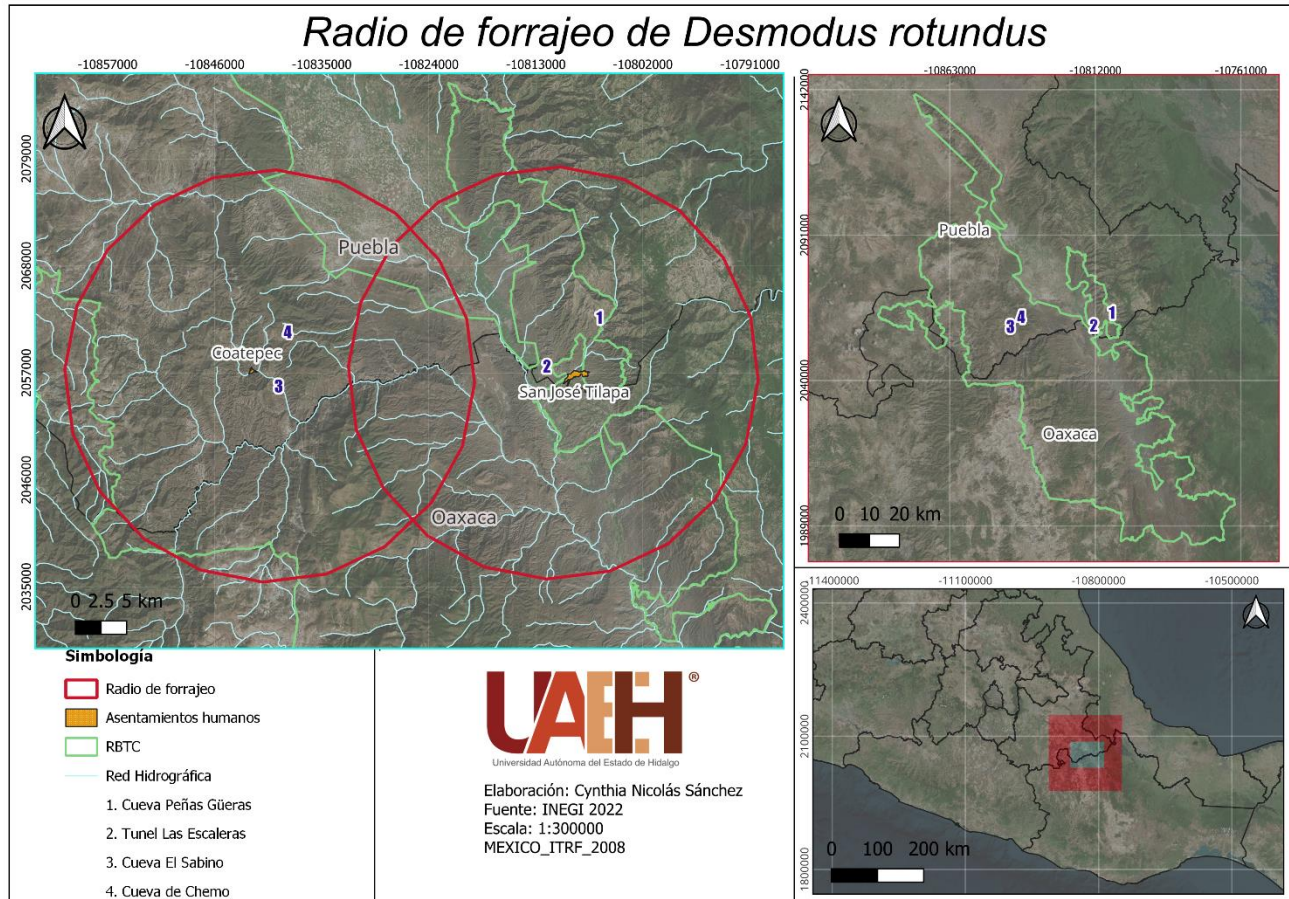 Radio de forrajeo de Desmodus rotundus
-10857000 -10846000 -10835000 -10824000 -10813000 -10802000 -10791000
2079000
2068000
2057000
2046000
2035000
Puebla
1
4
Coatepec
2
3
San José Tilapa
Oaxaca
0 2.5 5 km
-10863000 -10812000 -10761000
2142000
2091000
2040000
1989000
Puebla
1
4
3
2
Oaxaca
0 10 20 km
-11400000 -11100000 -10800000 -10500000
2400000
2100000
1800000
0 100 200 km
Simbología
Radio de forrajeo
Asentamientos humanos
RBTC
Red Hidrográfica
1. Cueva Peñas Güeras
2. Tunel Las Escaleras
3. Cueva El Sabino
4. Cueva de Chemo
UAEH ®
Universidad Autónoma del Estado de Hidalgo
Elaboración: Cynthia Nicolás Sánchez
Fuente: INEGI 2022
Escala: 1:300000
MEXICO_ITRF_2008